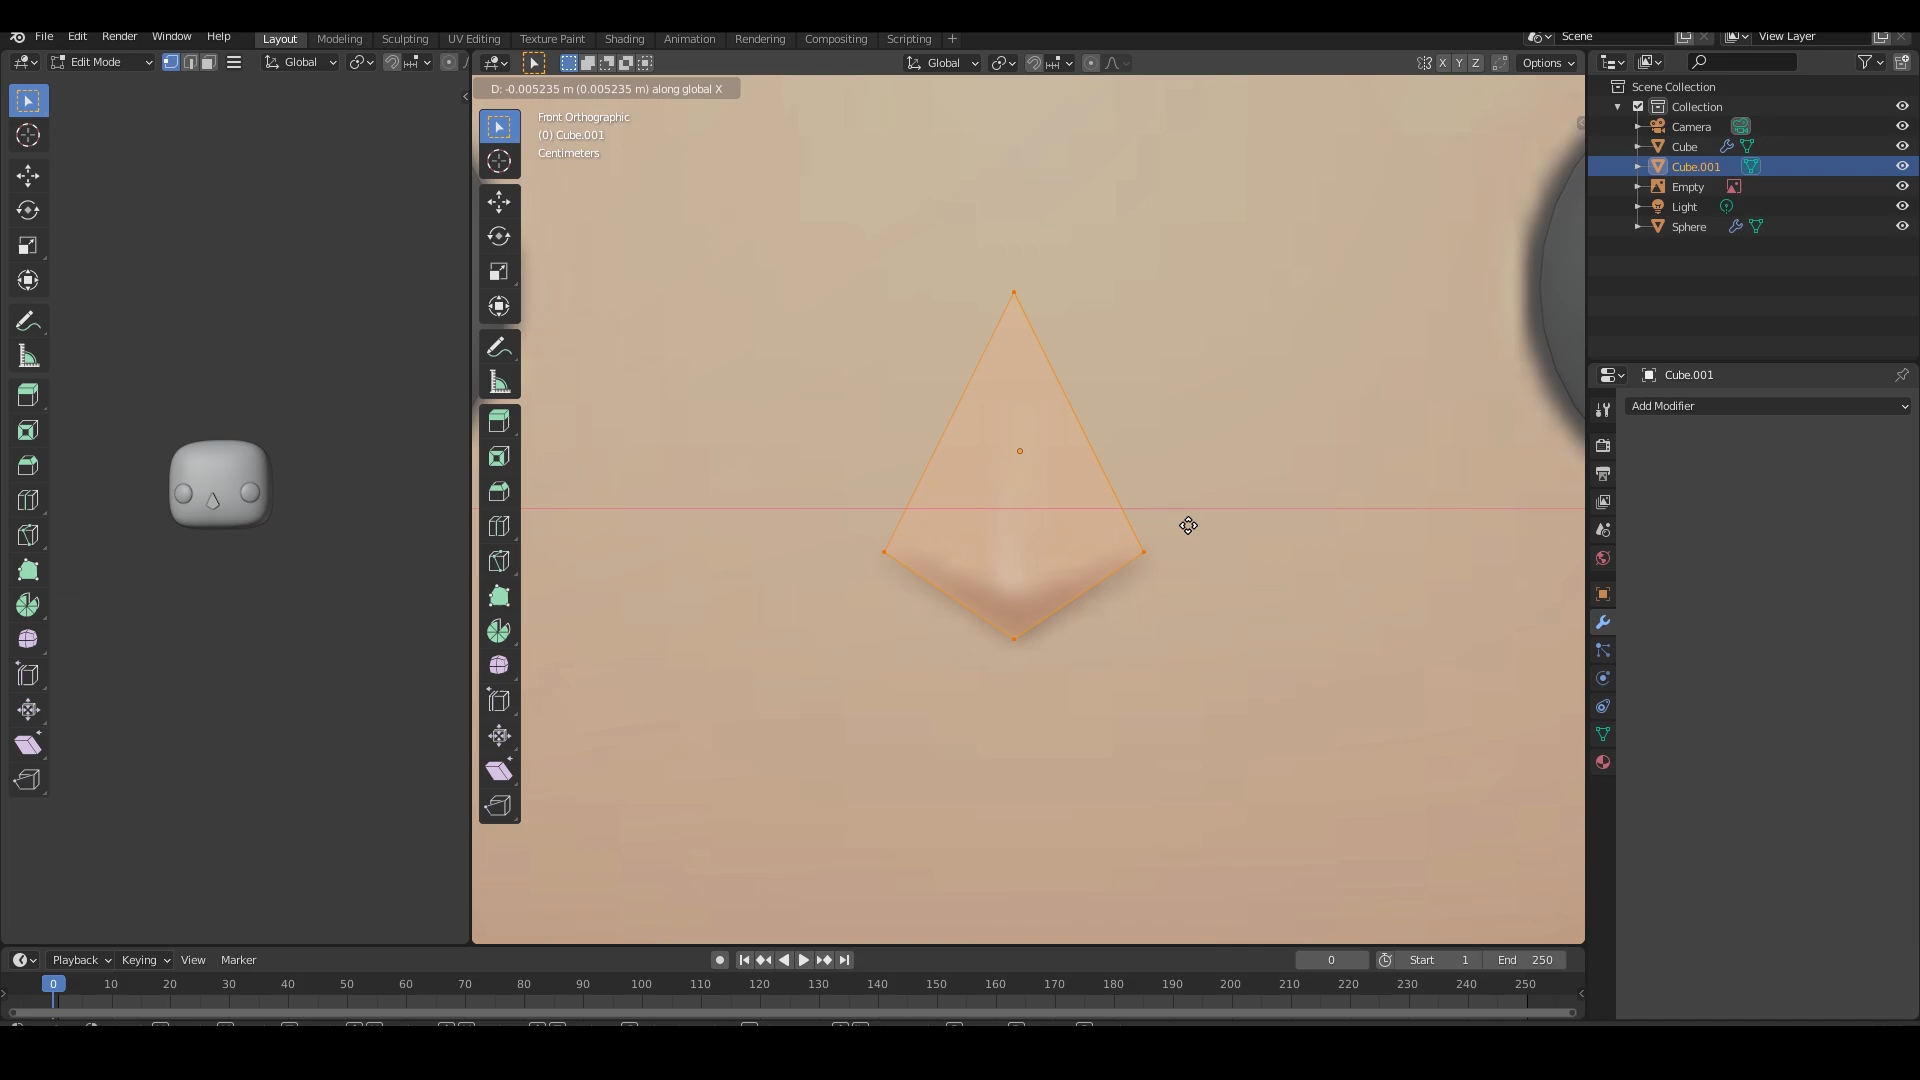 File Edit Render Window Help Layout Modeling Sculpting UV Editing Texture Paint Shading Animation Rendering Compositing Scripting + Scene View Layer
Edit Mode Global Global X Y Z Options
D: -0.005235 m (0.005235 m) along global X
Front Orthographic
(0) Cube.001
Centimeters
Scene Collection
Collection
Camera
Cube
Cube.001
Empty
Light
Sphere
Cube.001
Add Modifier
Playback Keying View Marker 0 Start 1 End 250
0 10 20 30 40 50 60 70 80 90 100 110 120 130 140 150 160 170 180 190 200 210 220 230 240 250